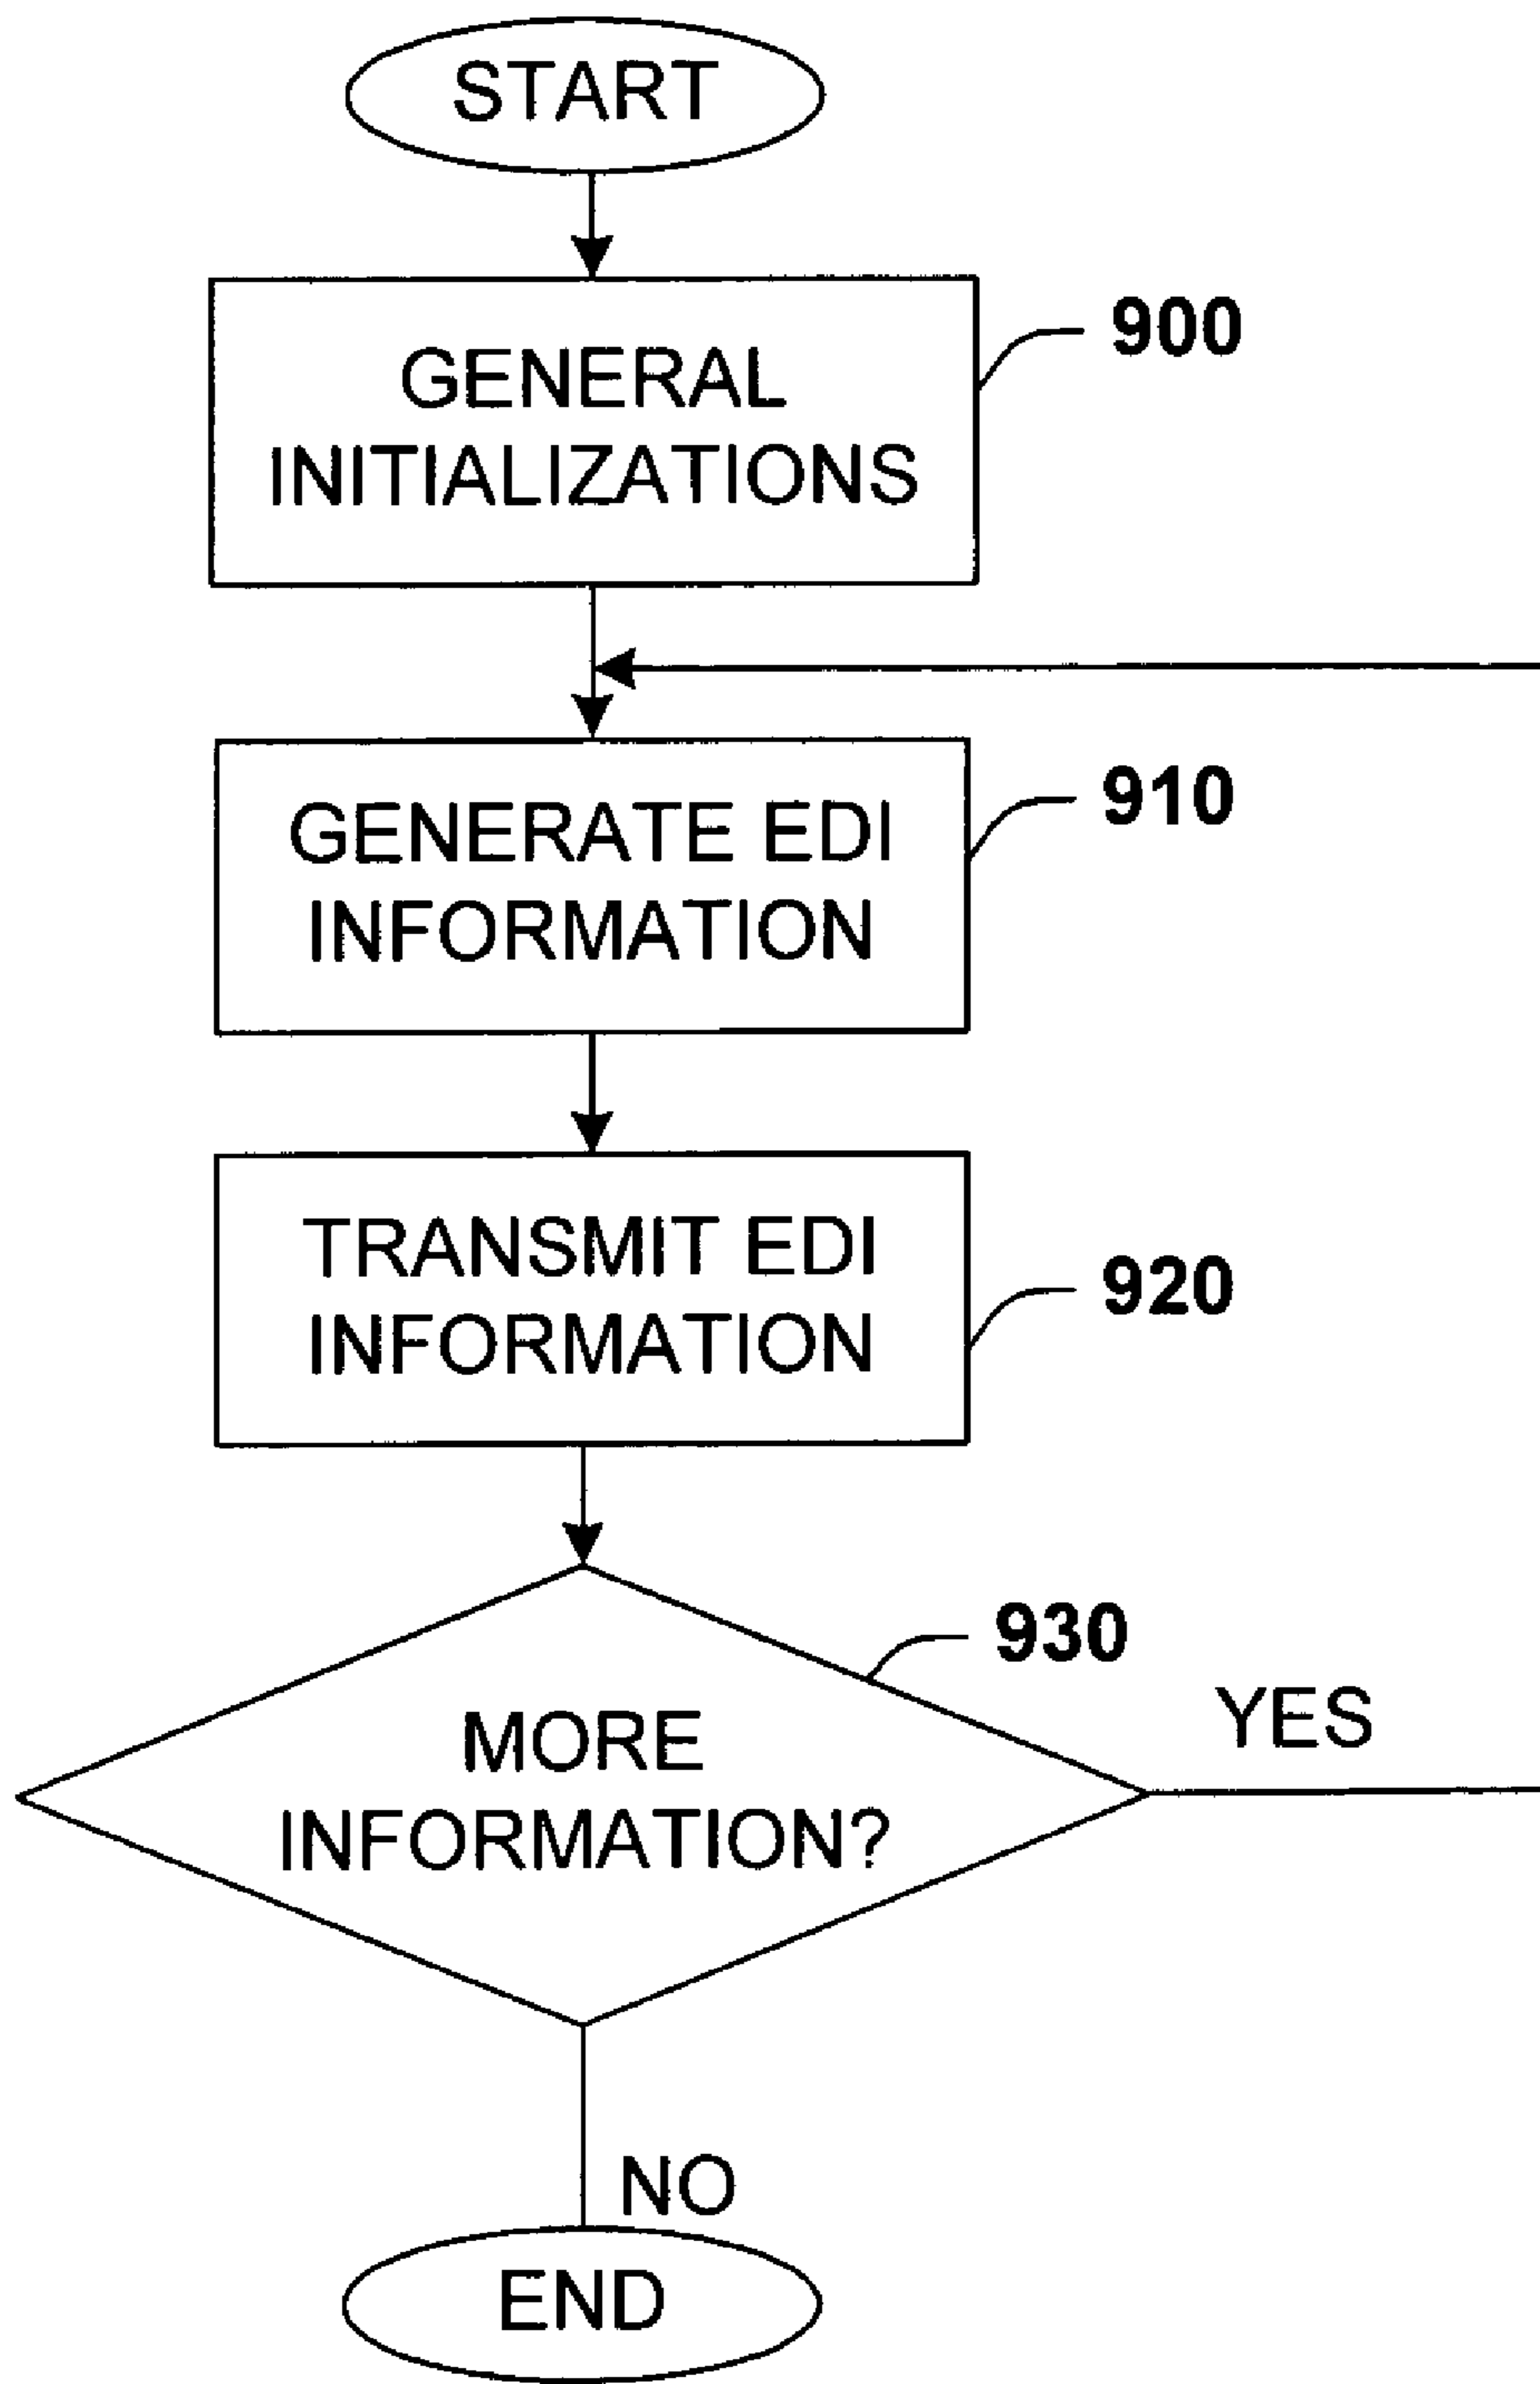 START
GENERAL
INITIALIZATIONS
900
GENERATE EDI
INFORMATION
910
TRANSMIT EDI
INFORMATION
920
930
MORE
INFORMATION?
YES
NO
END